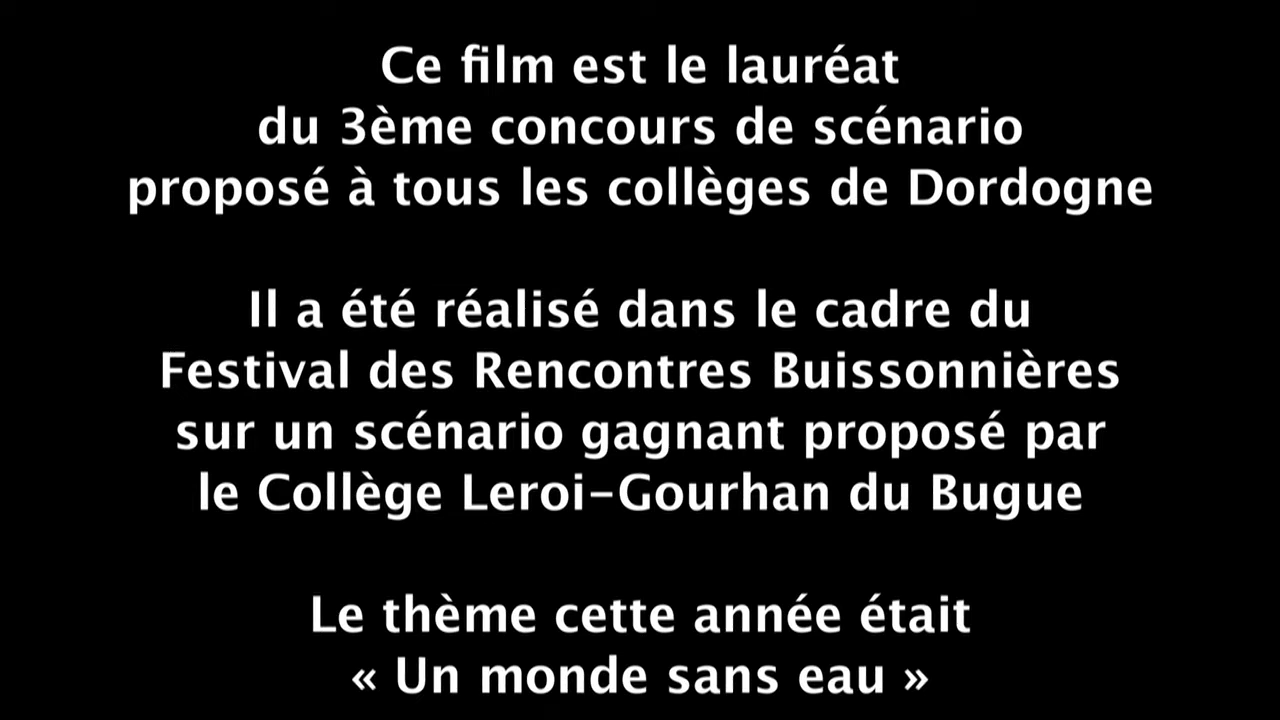 Ce film est le lauréat
du 3ème concours de scénario
proposé à tous les collèges de Dordogne
Il a été réalisé dans le cadre du
Festival des Rencontres Buissonnières
sur un scénario gagnant proposé par
le Collège Leroi-Gourhan du Bugue
Le thème cette année était
« Un monde sans eau »